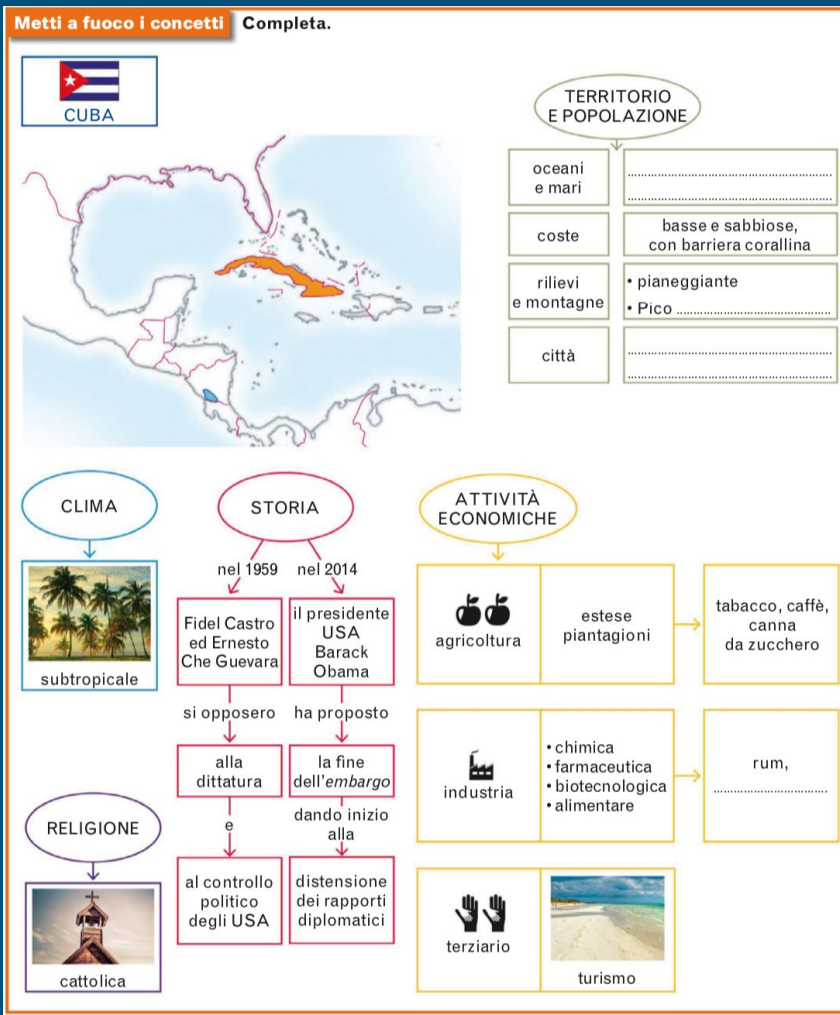 Metti a fuoco i concetti Completa.
CUBA
TERRITORIO
E POPOLAZIONE
oceani
e mari
....................................................
....................................................
coste
basse e sabbiose,
con barriera corallina
rilievi
e montagne
• pianeggiante
• Pico .......................................
città
....................................................
....................................................
CLIMA
subtropicale
RELIGIONE
cattolica
STORIA
nel 1959
Fidel Castro
ed Ernesto
Che Guevara
si opposero
alla
dittatura
e
al controllo
politico
degli USA
nel 2014
il presidente
USA
Barack
Obama
ha proposto
la fine
dell'embargo
dando inizio
alla
distensione
dei rapporti
diplomatici
ATTIVITÀ
ECONOMICHE
agricoltura
estese
piantagioni
tabacco, caffè,
canna
da zucchero
industria
• chimica
• farmaceutica
• biotecnologica
• alimentare
rum,
............................
terziario
turismo